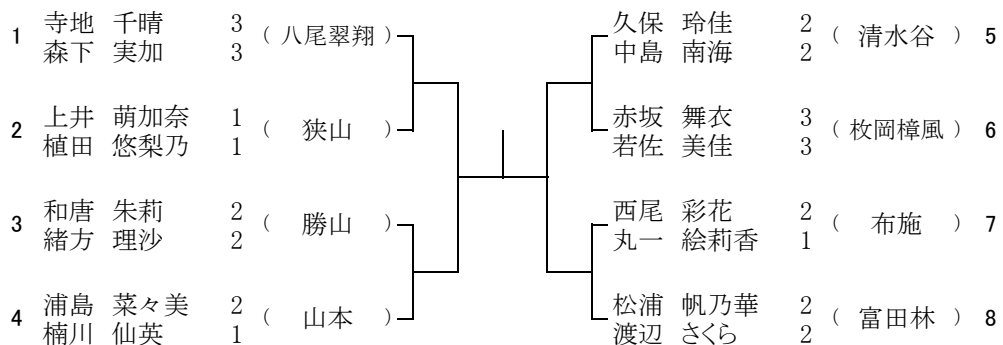 1 寺地 千晴 3 ( 八尾翠翔 )
森下 実加 3
2 上井 萌加奈 1 ( 狭山 )
植田 悠梨乃 1
3 和唐 朱莉 2 ( 勝山 )
緒方 理沙 2
4 浦島 菜々美 2 ( 山本 )
楠川 仙英 1
久保 玲佳 2 ( 清水谷 ) 5
中島 南海 2
赤坂 舞衣 3 ( 枚岡樟風 ) 6
若佐 美佳 3
西尾 彩花 2 ( 布施 ) 7
丸一 絵莉香 1
松浦 帆乃華 2 ( 富田林 ) 8
渡辺 さくら 2